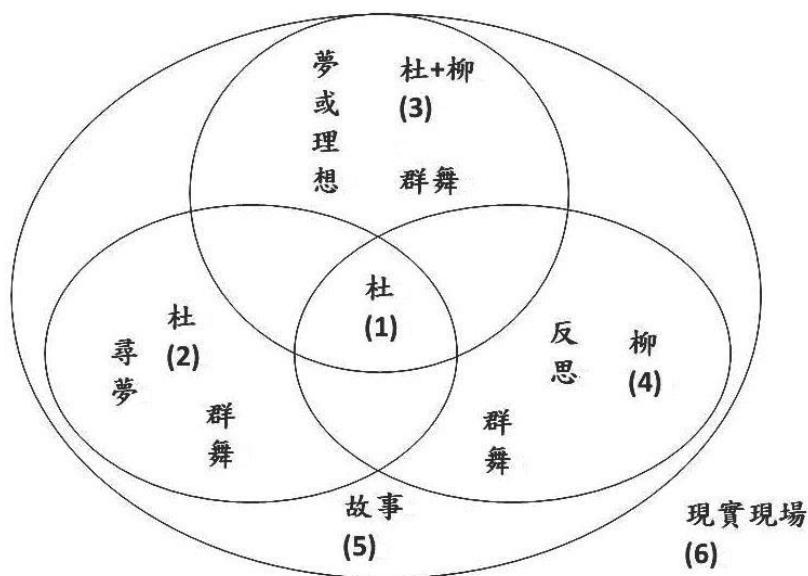 夢或理想
杜+柳
(3)
群舞
杜
(1)
杜
(2)
尋夢
群舞
反思
柳
(4)
群舞
故事
(5)
現實現場
(6)